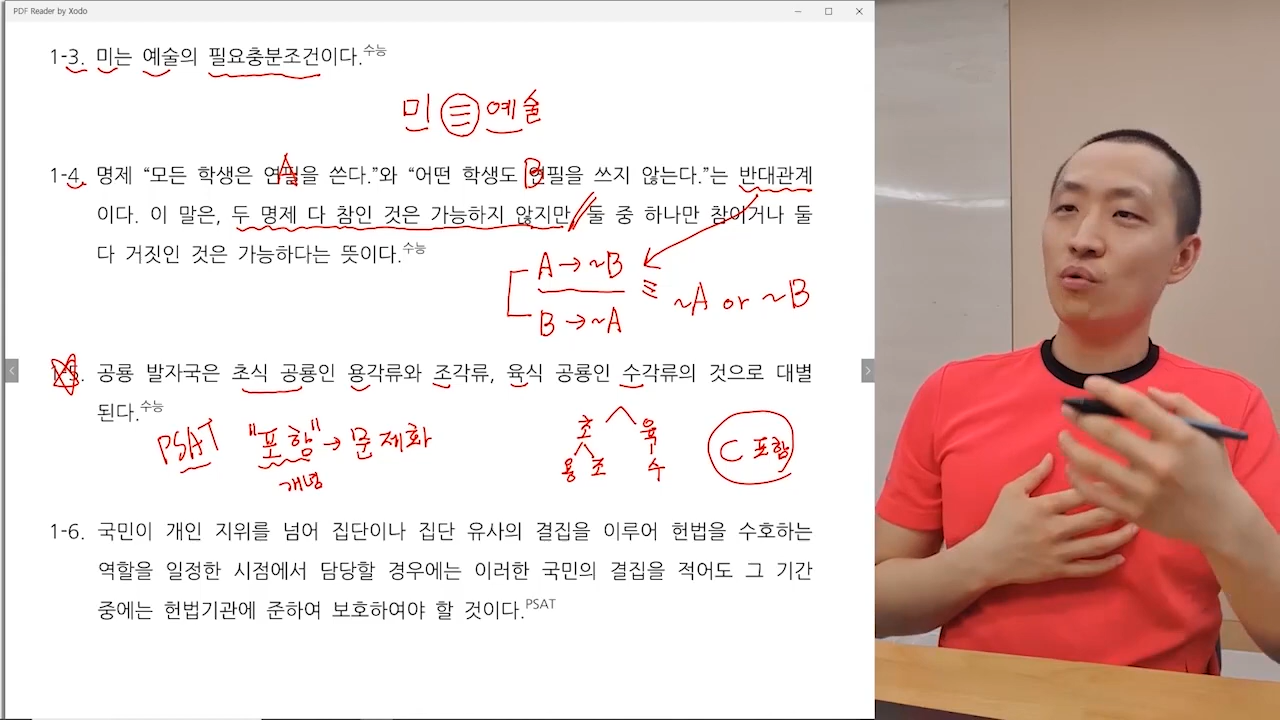 PDF Reader by Xodo
1-3. 미는 예술의 필요충분조건이다.수능
미 ≡ 예술
A B
1-4. 명제 “모든 학생은 연필을 쓴다.”와 “어떤 학생도 연필을 쓰지 않는다.”는 반대관계
이다. 이 말은, 두 명제 다 참인 것은 가능하지 않지만, 둘 중 하나만 참이거나 둘
다 거짓인 것은 가능하다는 뜻이다.수능
A → ~B
≡ ~A or ~B
B → ~A
1-5. 공룡 발자국은 초식 공룡인 용각류와 조각류, 육식 공룡인 수각류의 것으로 대별
된다.수능
PSAT "포함" → 문제화
개념
초 육
용 조 수
⊂ 포함
1-6. 국민이 개인 지위를 넘어 집단이나 집단 유사의 결집을 이루어 헌법을 수호하는
역할을 일정한 시점에서 담당할 경우에는 이러한 국민의 결집을 적어도 그 기간
중에는 헌법기관에 준하여 보호하여야 할 것이다.PSAT